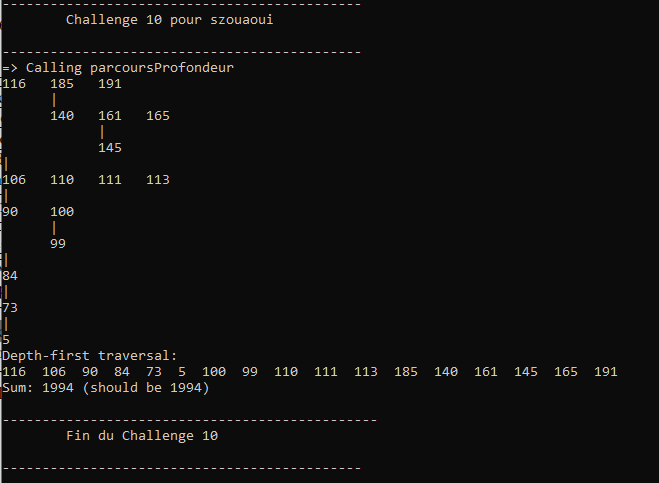 ---------------------------------------------
        Challenge 10 pour szouaoui
---------------------------------------------
=> Calling parcoursProfondeur
116   185   191
      |
      140   161   165
            |
            145
|
106   110   111   113
|
90    100
      |
      99
|
84
|
73
|
5
Depth-first traversal:
116  106  90  84  73  5  100  99  110  111  113  185  140  161  145  165  191
Sum: 1994 (should be 1994)
-----------------------------------------------
        Fin du Challenge 10
---------------------------------------------